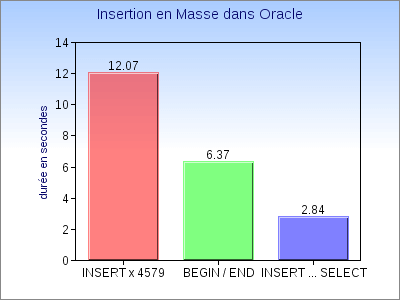 Insertion en Masse dans Oracle
durée en secondes
14
12
10
8
6
4
2
0
12.07
6.37
2.84
INSERT x 4579
BEGIN / END
INSERT ... SELECT